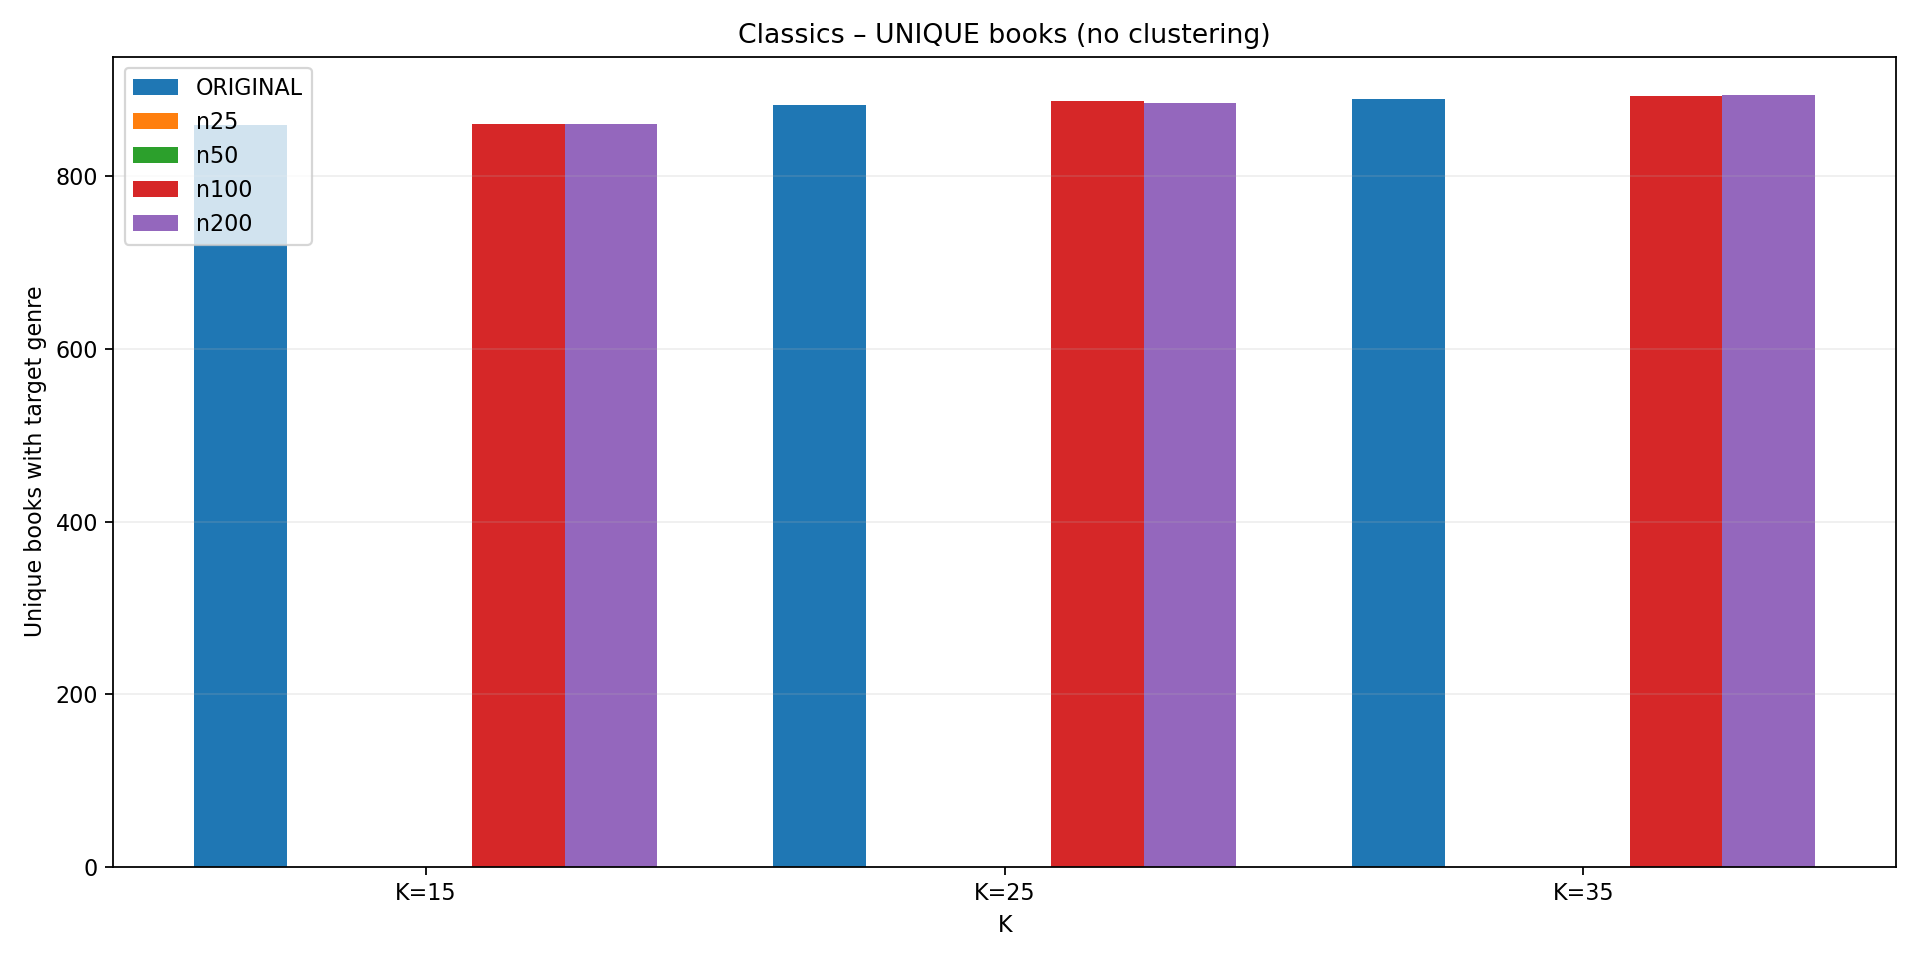 Classics – UNIQUE books (no clustering)
ORIGINAL
n25
n50
n100
n200
Unique books with target genre
800
600
400
200
0
K=15
K=25
K=35
K